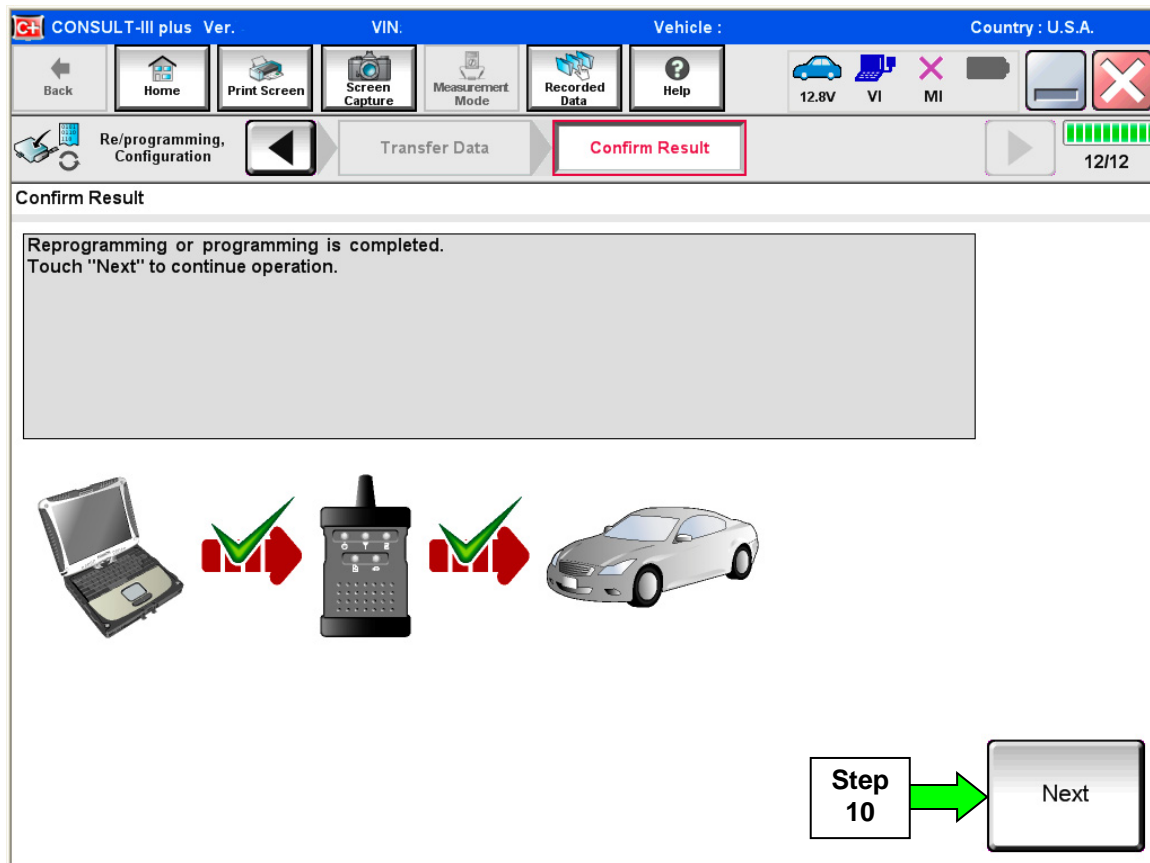 C+ CONSULT-III plus Ver. VIN: Vehicle : Country : U.S.A.
Back
Home
Print Screen
Screen
Capture
Measurement
Mode
Recorded
Data
Help
12.8V
VI
MI
Re/programming,
Configuration
Transfer Data
Confirm Result
12/12
Confirm Result
Reprogramming or programming is completed.
Touch "Next" to continue operation.
Step
10
Next